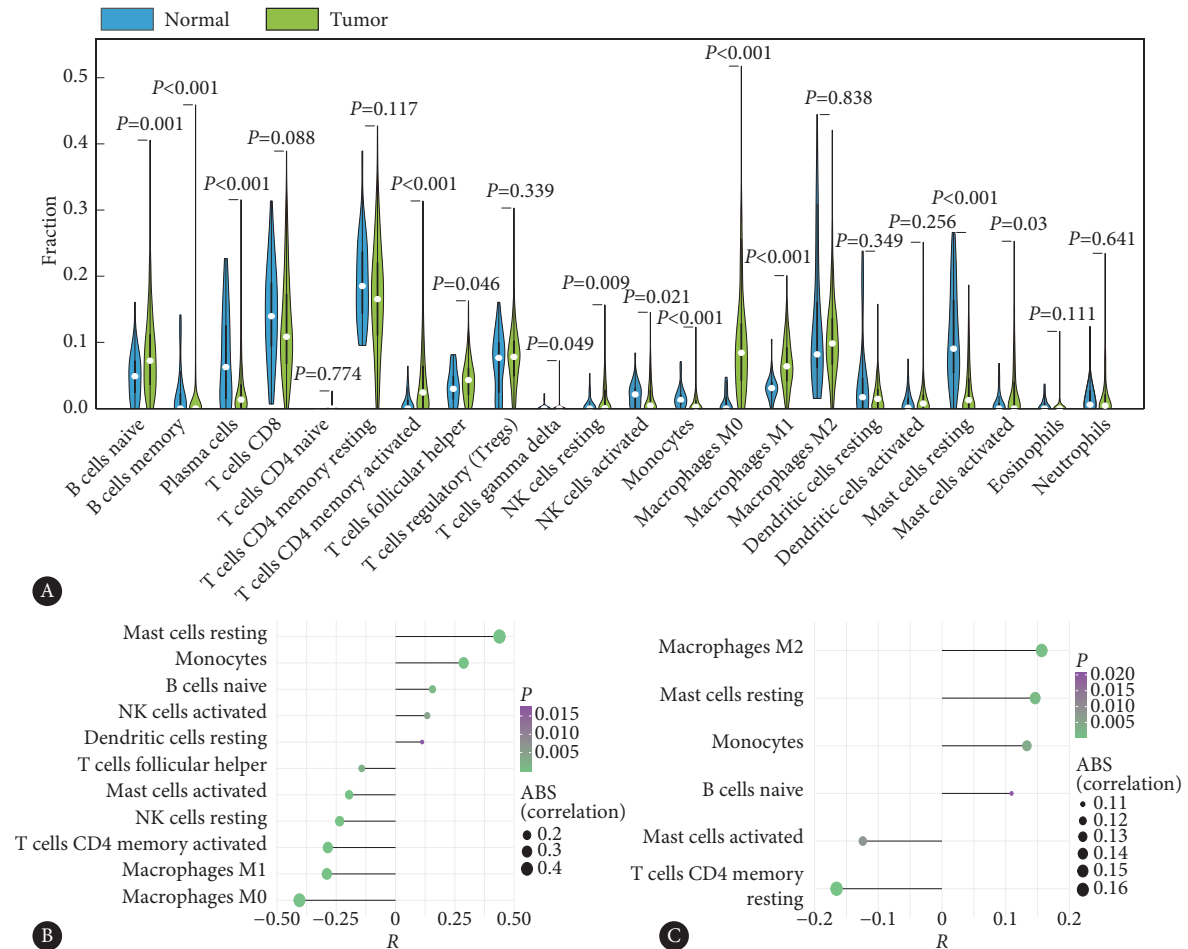 Normal
Tumor
Fraction
0.5
0.4
0.3
0.2
0.1
0.0
P=0.001
P<0.001
P<0.001
P=0.088
P=0.774
P=0.117
P<0.001
P=0.046
P=0.339
P=0.049
P=0.009
P=0.021
P<0.001
P<0.001
P<0.001
P=0.838
P=0.349
P=0.256
P<0.001
P=0.03
P=0.111
P=0.641
B cells naive
B cells memory
Plasma cells
T cells CD8
T cells CD4 naive
T cells CD4 memory resting
T cells CD4 memory activated
T cells follicular helper
T cells regulatory (Tregs)
T cells gamma delta
NK cells resting
NK cells activated
Monocytes
Macrophages M0
Macrophages M1
Macrophages M2
Dendritic cells resting
Dendritic cells activated
Mast cells resting
Mast cells activated
Eosinophils
Neutrophils
A
Mast cells resting
Monocytes
B cells naive
NK cells activated
Dendritic cells resting
T cells follicular helper
Mast cells activated
NK cells resting
T cells CD4 memory activated
Macrophages M1
Macrophages M0
−0.50
−0.25
0
0.25
0.50
R
P
0.015
0.010
0.005
ABS
(correlation)
0.2
0.3
0.4
B
Macrophages M2
Mast cells resting
Monocytes
B cells naive
Mast cells activated
T cells CD4 memory
resting
−0.2
−0.1
0
0.1
0.2
R
P
0.020
0.015
0.010
0.005
ABS
(correlation)
0.11
0.12
0.13
0.14
0.15
0.16
C